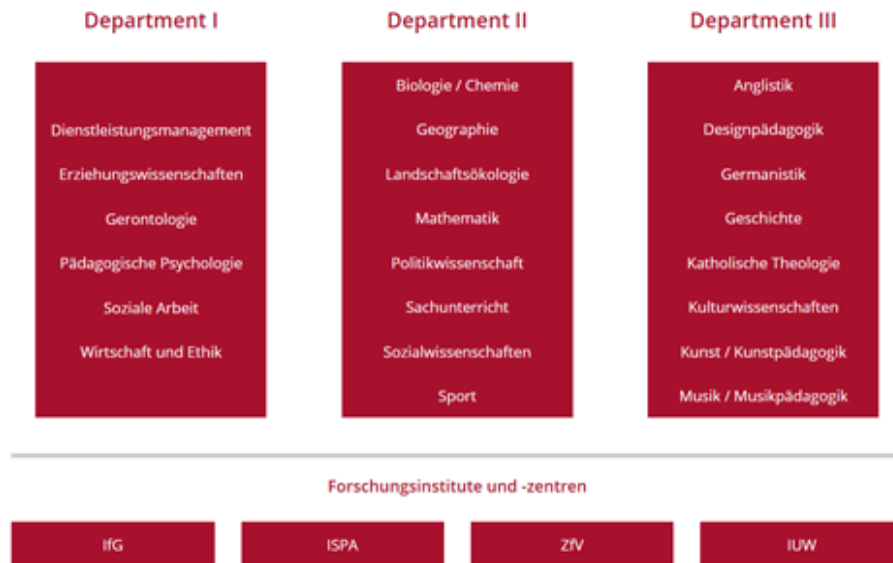 Department I
Dienstleistungsmanagement
Erziehungswissenschaften
Gerontologie
Pädagogische Psychologie
Soziale Arbeit
Wirtschaft und Ethik
Department II
Biologie / Chemie
Geographie
Landschaftsökologie
Mathematik
Politikwissenschaft
Sachunterricht
Sozialwissenschaften
Sport
Department III
Anglistik
Designpädagogik
Germanistik
Geschichte
Katholische Theologie
Kulturwissenschaften
Kunst / Kunstpädagogik
Musik / Musikpädagogik
Forschungsinstitute und -zentren
IfG
ISPA
ZfV
IUW